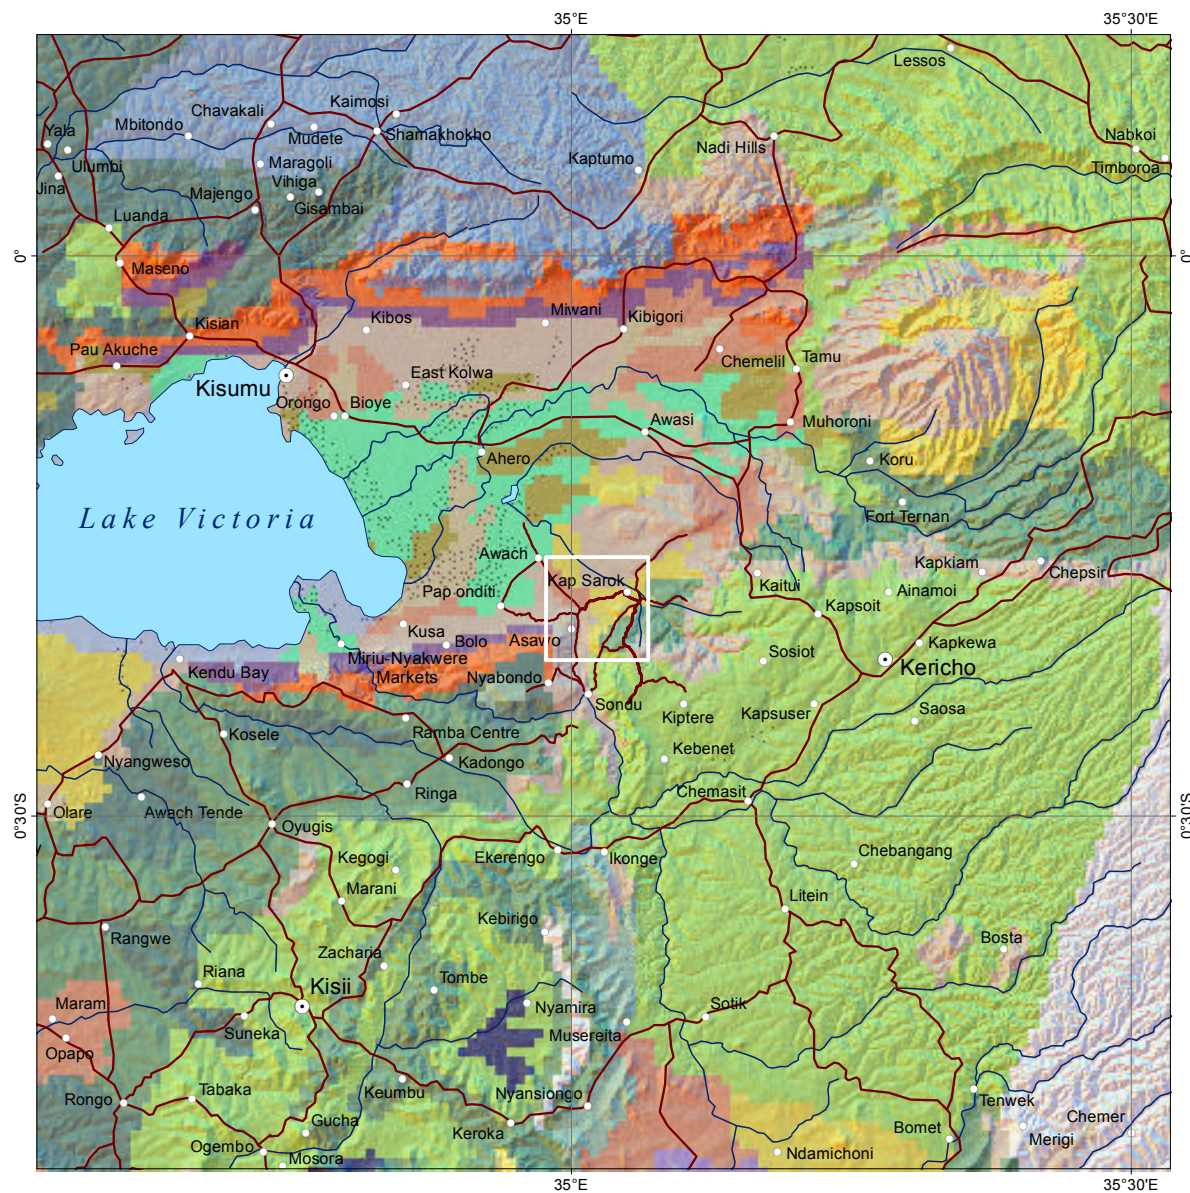 35°E
35°30'E
Lessos
Kaimosi
Chavakali
Mbitondo
Shamakhokho
Yala
Mudete
Nabkoi
Nadi Hills
Kaptumo
Ulumbi
Maragoli
Timboroa
Jina
Vihiga
Majengo
Gisambai
Luanda
0°
0°
Maseno
Miwani
Kibos
Kibigori
Kisian
Pau Akuche
Chemelil
Tamu
East Kolwa
Kisumu
Orongo
Bioye
Awasi
Muhoroni
Ahero
Koru
Lake Victoria
Fort Ternan
Awach
Kapkiam
Chepsir
Kap Sarok
Kaitui
Pap onditi
Ainamoi
Kapsoit
Kusa
Bolo
Asawo
Kapkewa
Miriu-Nyakwere
Markets
Sosiot
Kericho
Kendu Bay
Nyabondo
Sondu
Kiptere
Kapsuser
Saosa
Kosele
Ramba Centre
Kebenet
Nyangweso
Kadongo
Ringa
Chemasit
Olare
Awach Tende
0°30'S
0°30'S
Oyugis
Kegogi
Ekerengo
Ikonge
Chebangang
Marani
Litein
Kebirigo
Rangwe
Bosta
Zacharia
Riana
Tombe
Kisii
Maram
Nyamira
Sotik
Suneka
Musereita
Opapo
Keumbu
Nyansiongo
Tabaka
Rongo
Tenwek
Gucha
Chemer
Keroka
Bomet
Merigi
Ogembo
Ndamichoni
Mosora
35°E
35°30'E